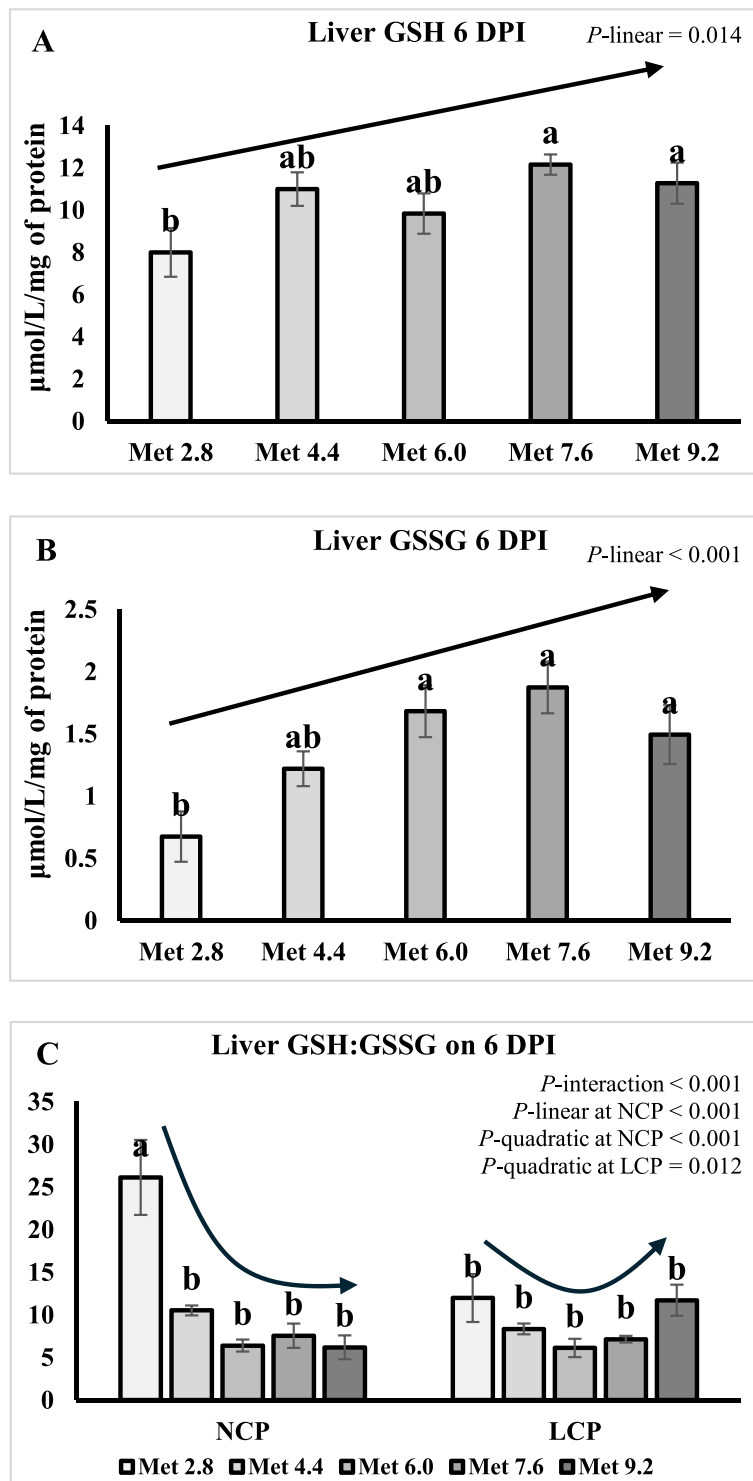 A
Liver GSH 6 DPI
P-linear = 0.014
µmol/L/mg of protein
14
12
10
8
6
4
2
0
b
ab
ab
a
a
Met 2.8 Met 4.4 Met 6.0 Met 7.6 Met 9.2
B
Liver GSSG 6 DPI
P-linear < 0.001
µmol/L/mg of protein
2.5
2
1.5
1
0.5
0
b
ab
a
a
a
Met 2.8 Met 4.4 Met 6.0 Met 7.6 Met 9.2
C
Liver GSH:GSSG on 6 DPI
P-interaction < 0.001
P-linear at NCP < 0.001
P-quadratic at NCP < 0.001
P-quadratic at LCP = 0.012
35
30
25
20
15
10
5
0
a
b
b
b
b
b
b
b
b
b
NCP LCP
Met 2.8 Met 4.4 Met 6.0 Met 7.6 Met 9.2